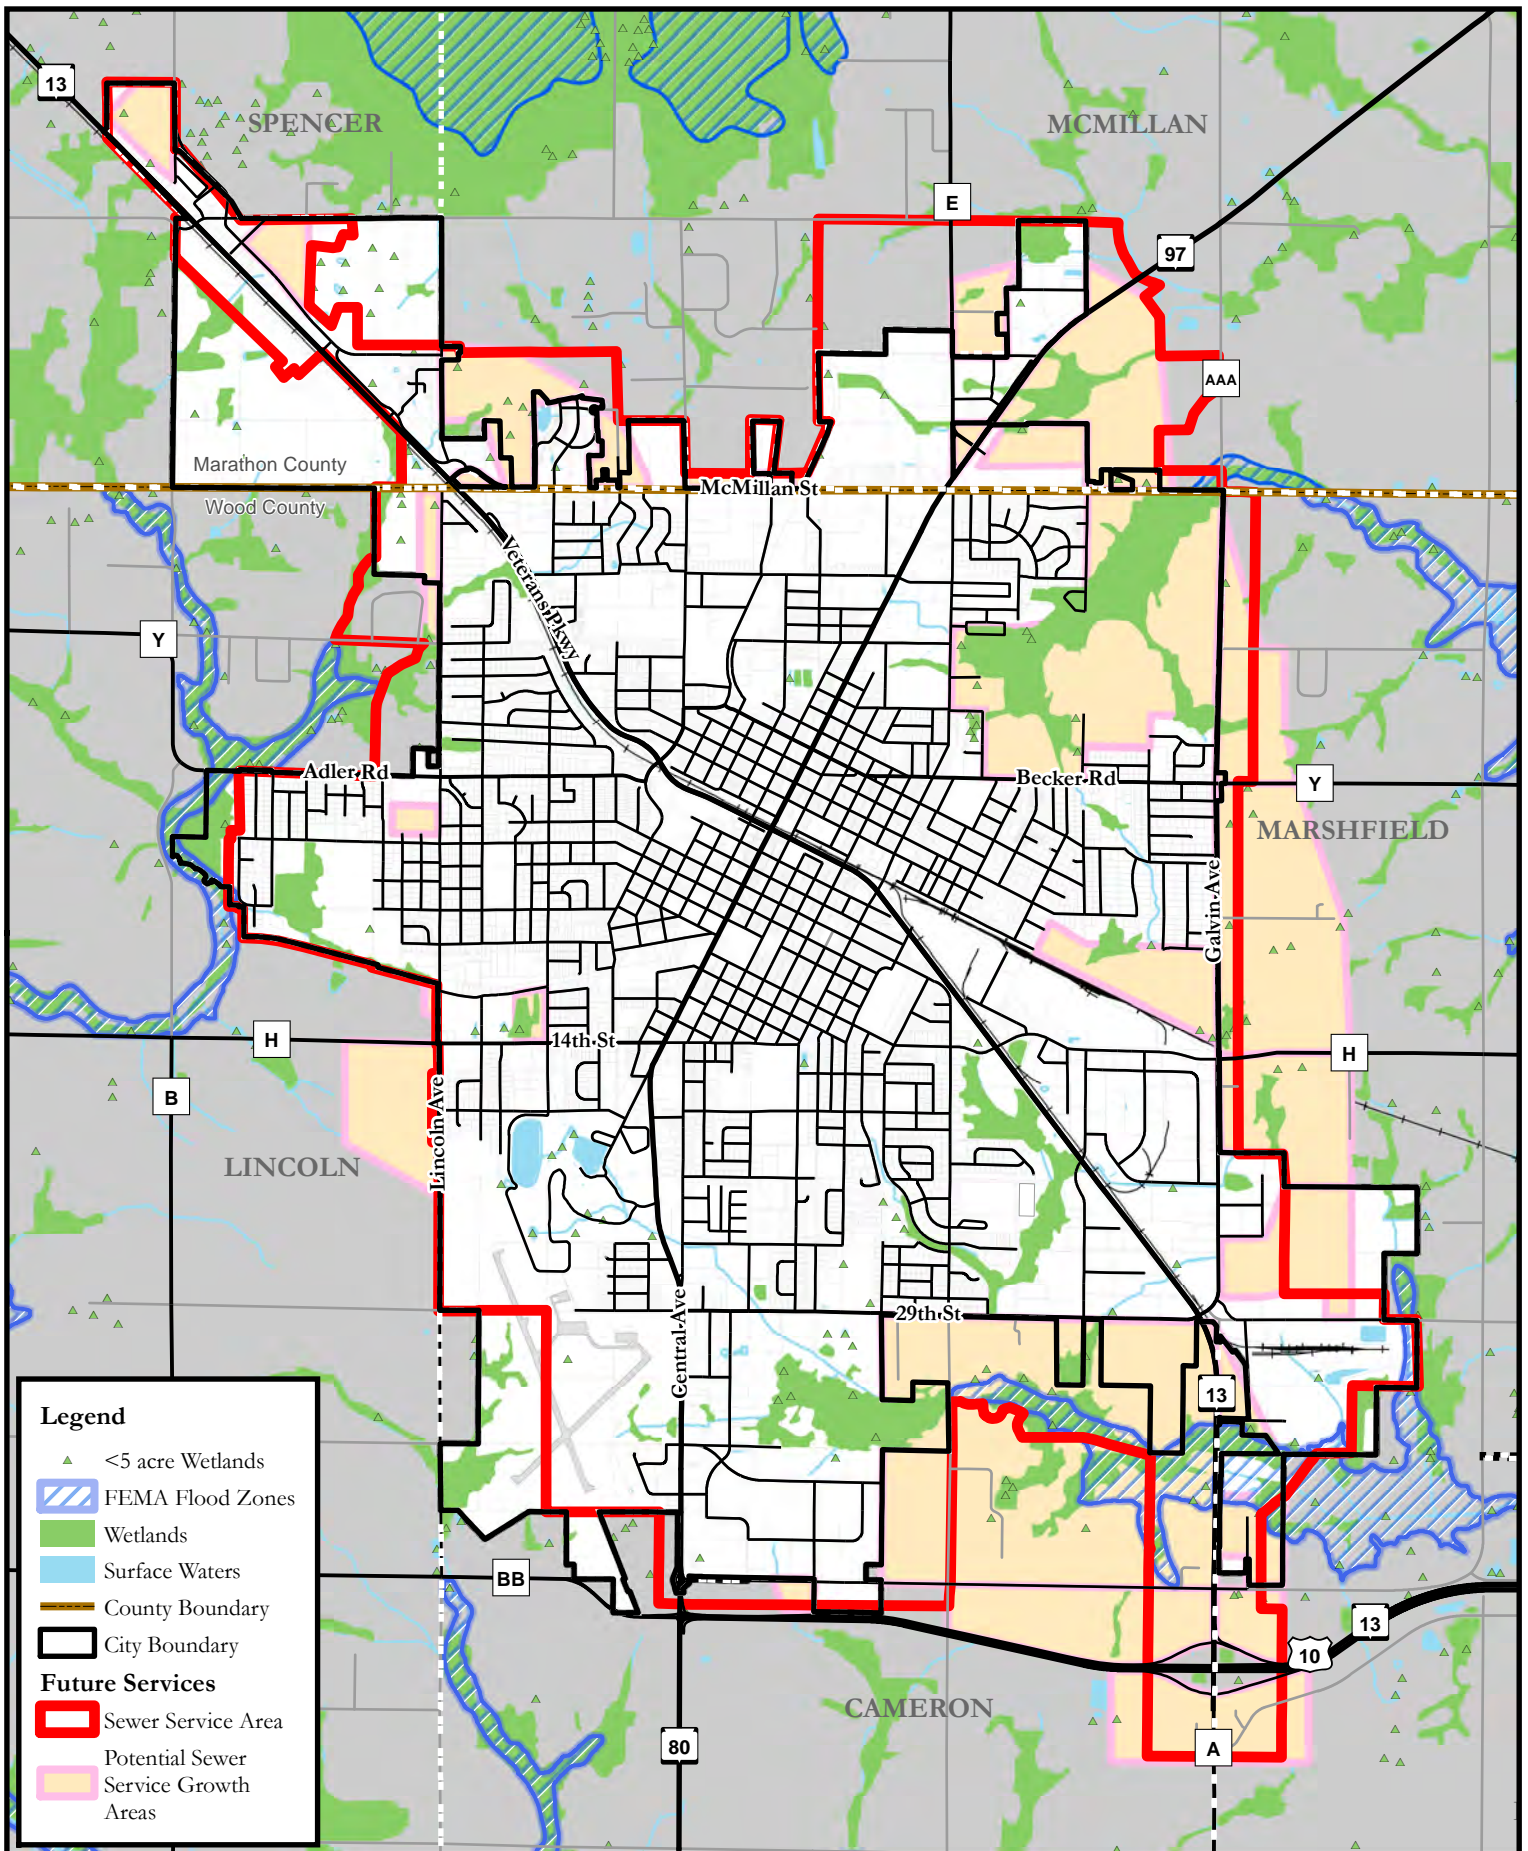 13
SPENCER
MCMILLAN
E
97
AAA
Marathon County
McMillan St
Wood County
Veterans Pkwy
Y
Adler Rd
Becker Rd
Y
MARSHFIELD
Galvin Ave
14th St
H
H
B
Lincoln Ave
LINCOLN
Central Ave
29th St
13
Legend
<5 acre Wetlands
FEMA Flood Zones
Wetlands
Surface Waters
County Boundary
City Boundary
Future Services
Sewer Service Area
Potential Sewer
Service Growth
Areas
BB
13
10
CAMERON
80
A